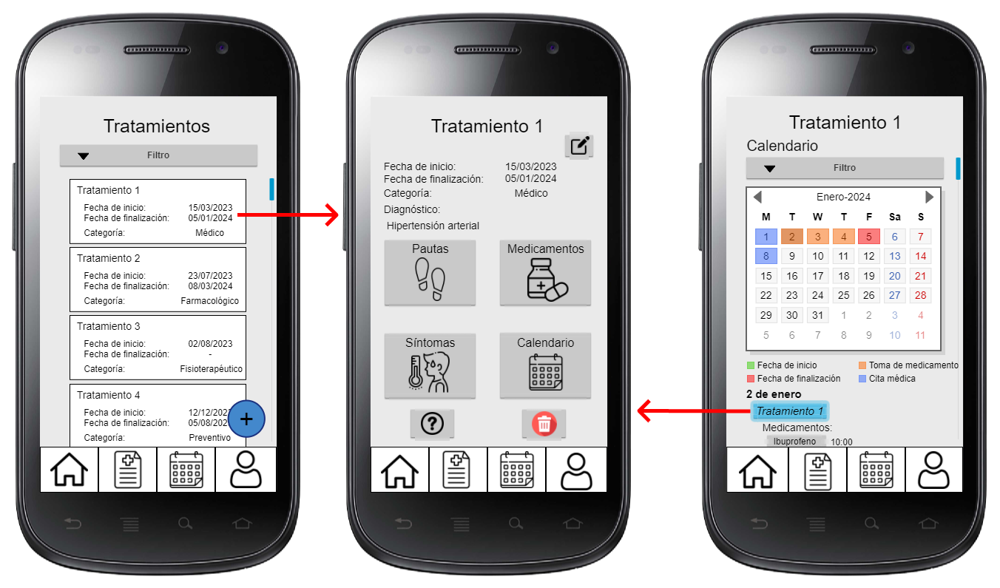 Tratamientos
Filtro
Tratamiento 1
Fecha de inicio: 15/03/2023
Fecha de finalización: 05/01/2024
Categoría: Médico
Tratamiento 2
Fecha de inicio: 23/07/2023
Fecha de finalización: 08/03/2024
Categoría: Farmacológico
Tratamiento 3
Fecha de inicio: 02/08/2023
Fecha de finalización: -
Categoría: Fisioterapéutico
Tratamiento 4
Fecha de inicio: 12/12/202
Fecha de finalización: 05/08/202
Categoría: Preventivo
+
Tratamiento 1
Fecha de inicio: 15/03/2023
Fecha de finalización: 05/01/2024
Categoría: Médico
Diagnóstico:
Hipertensión arterial
Pautas Medicamentos
Síntomas Calendario
?
Tratamiento 1
Calendario
Filtro
Enero-2024
M T W T F Sa S
1 2 3 4 5 6 7
8 9 10 11 12 13 14
15 16 17 18 19 20 21
22 23 24 25 26 27 28
29 30 31 1 2 3 4
5 6 7 8 9 10 11
Fecha de inicio Toma de medicamento
Fecha de finalización Cita médica
2 de enero
Tratamiento 1
Medicamentos:
Ibuprofeno 10:00